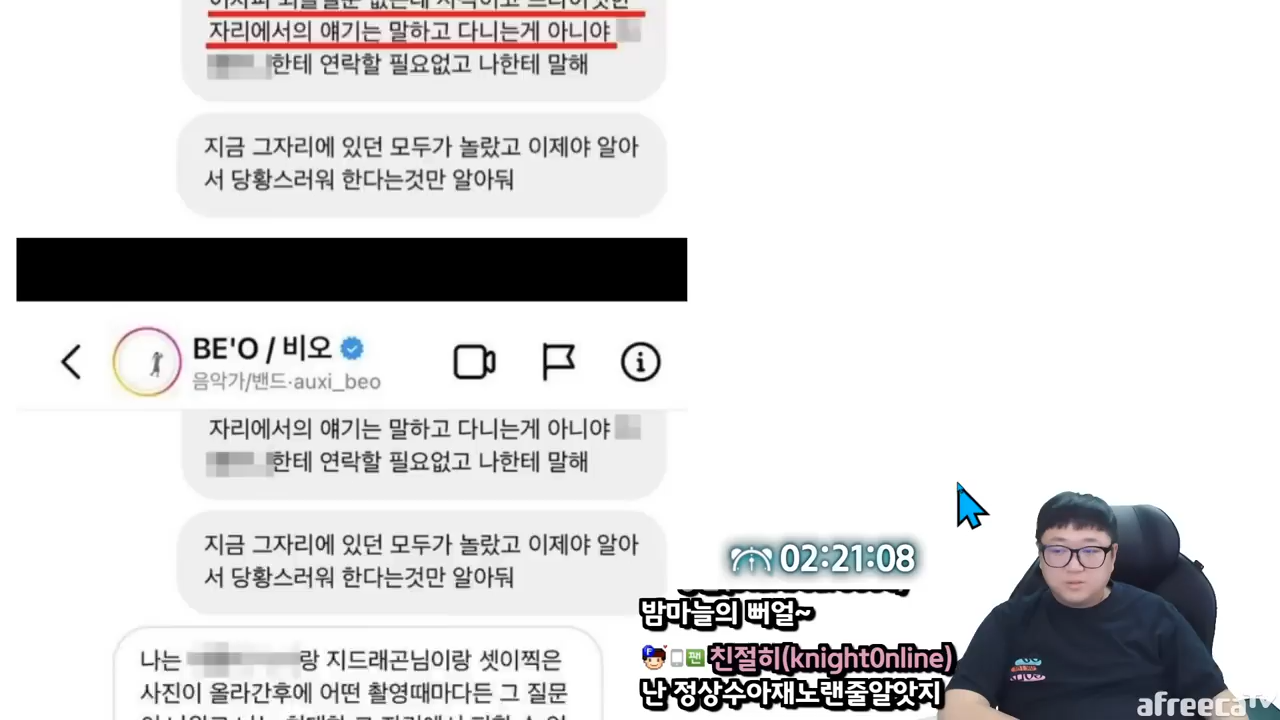 자리에서의 얘기는 말하고 다니는게 아니야
한테 연락할 필요없고 나한테 말해
지금 그자리에 있던 모두가 놀랐고 이제야 알아
서 당황스러워 한다는것만 알아둬
BE'O / 비오
음악가/밴드·auxi_beo
자리에서의 얘기는 말하고 다니는게 아니야
한테 연락할 필요없고 나한테 말해
지금 그자리에 있던 모두가 놀랐고 이제야 알아
서 당황스러워 한다는것만 알아둬
나는 랑 지드래곤님이랑 셋이찍은
사진이 올라간후에 어떤 촬영때마다든 그 질문
02:21:08
밤마늘의 뻐얼~
친절히(knight0nline)
난 정상수아재노랜줄알앗지
afreecaTV